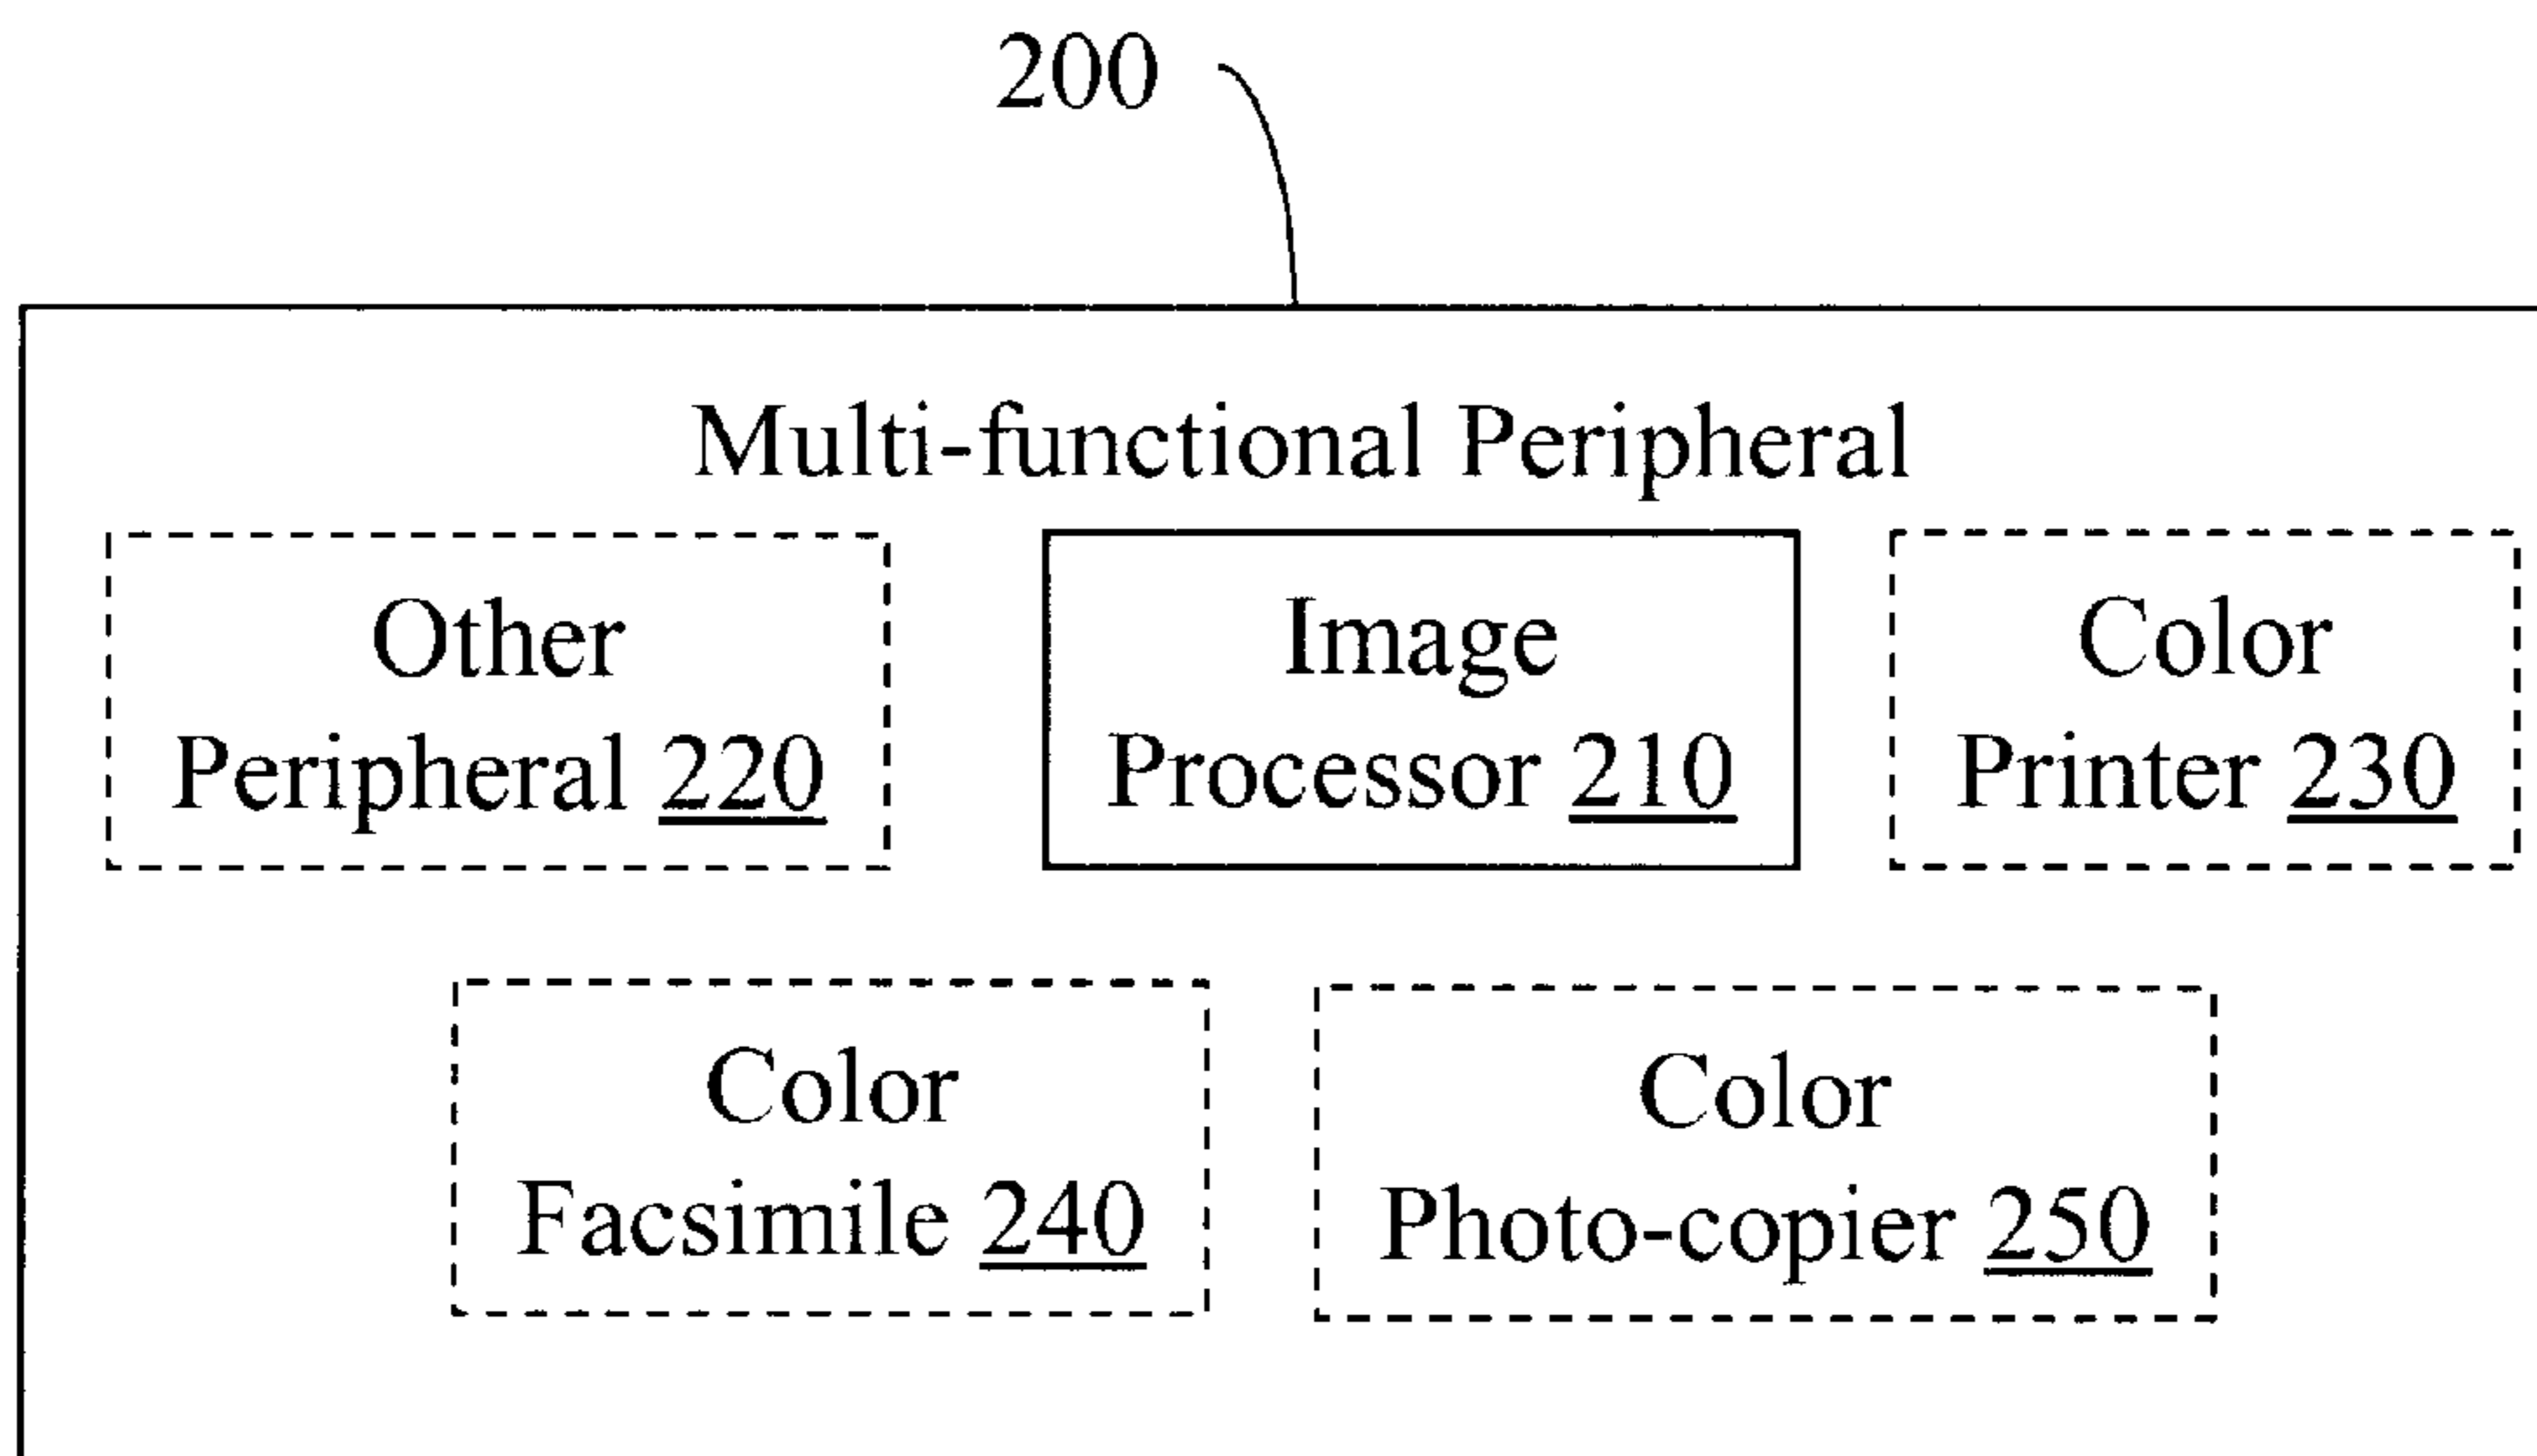 200
Multi-functional Peripheral
Other
Peripheral 220
Image
Processor 210
Color
Printer 230
Color
Facsimile 240
Color
Photo-copier 250